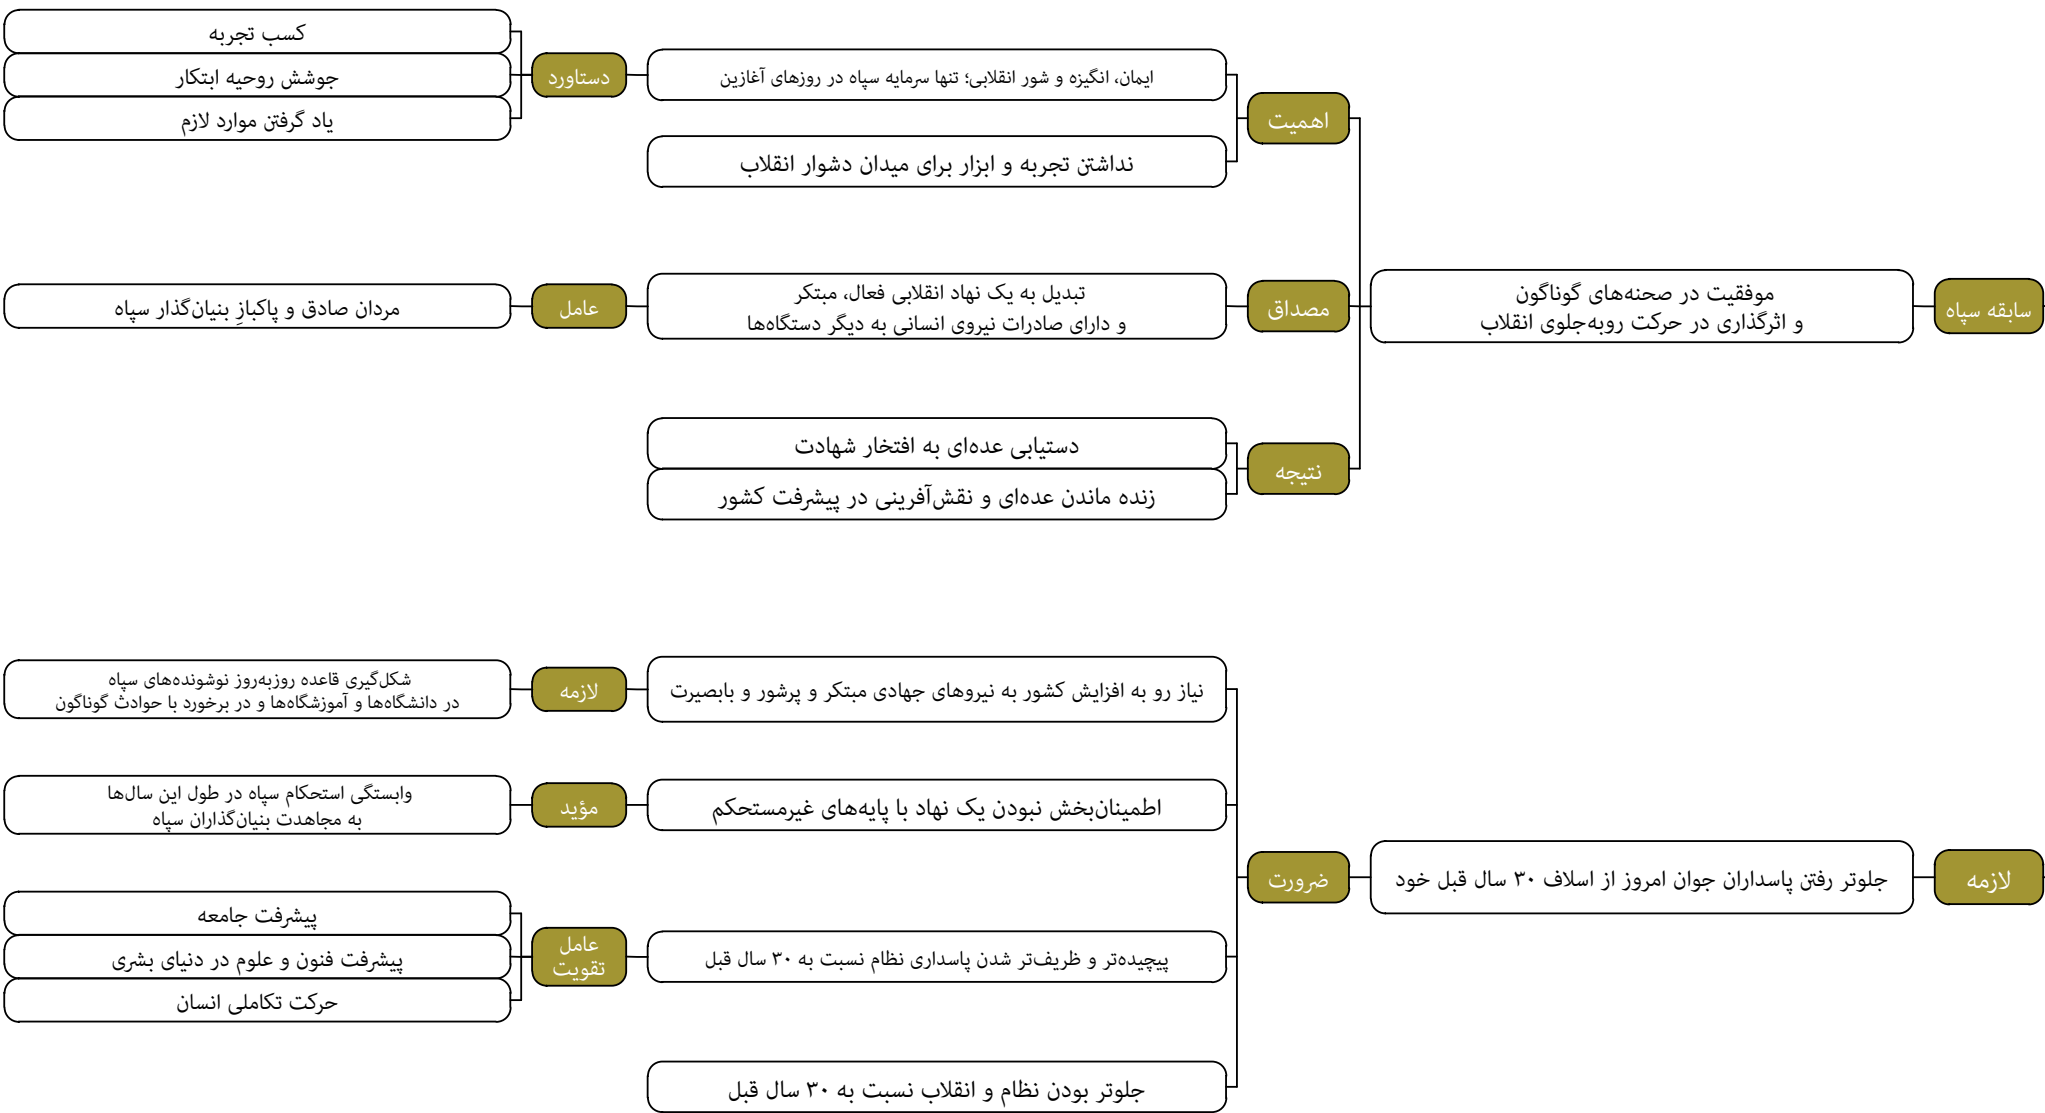 سابقه سپاه
موفقیت در صحنه‌های گوناگون
و اثرگذاری در حرکت روبه‌جلوی انقلاب
اهمیت
ایمان، انگیزه و شور انقلابی؛ تنها سرمایه سپاه در روزهای آغازین
دستاورد
کسب تجربه
جوشش روحیه ابتکار
یاد گرفتن موارد لازم
نداشتن تجربه و ابزار برای میدان دشوار انقلاب
مصداق
تبدیل به یک نهاد انقلابی فعال، مبتکر
و دارای صادرات نیروی انسانی به دیگر دستگاه‌ها
عامل
مردان صادق و پاکبازِ بنیان‌گذار سپاه
نتیجه
دستیابی عده‌ای به افتخار شهادت
زنده ماندن عده‌ای و نقش‌آفرینی در پیشرفت کشور
لازمه
جلوتر رفتن پاسداران جوان امروز از اسلاف ۳۰ سال قبل خود
ضرورت
نیاز رو به افزایش کشور به نیروهای جهادی مبتکر و پرشور و بابصیرت
لازمه
شکل‌گیری قاعده روزبه‌روز نوشونده‌های سپاه
در دانشگاه‌ها و آموزشگاه‌ها و در برخورد با حوادث گوناگون
اطمینان‌بخش نبودن یک نهاد با پایه‌های غیرمستحکم
مؤید
وابستگی استحکام سپاه در طول این سال‌ها
به مجاهدت بنیان‌گذاران سپاه
پیچیده‌تر و ظریف‌تر شدن پاسداری نظام نسبت به ۳۰ سال قبل
عامل
تقویت
پیشرفت جامعه
پیشرفت فنون و علوم در دنیای بشری
حرکت تکاملی انسان
جلوتر بودن نظام و انقلاب نسبت به ۳۰ سال قبل